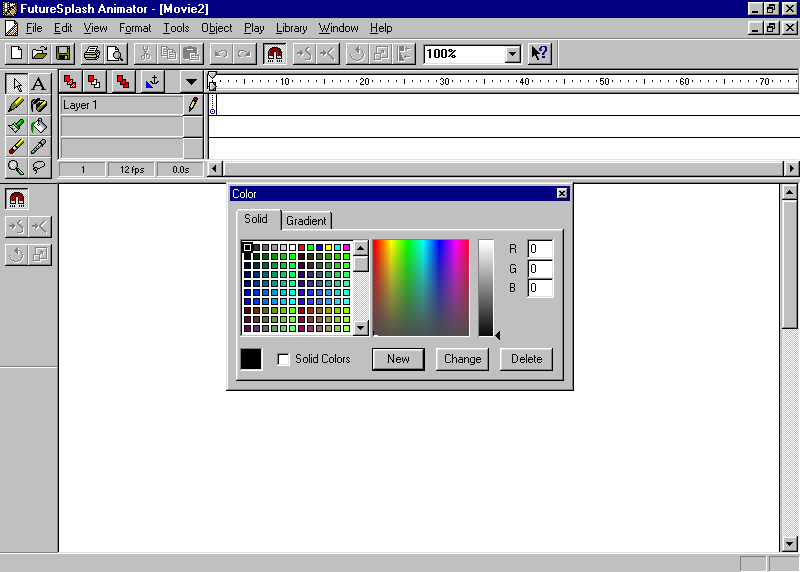 FutureSplash Animator - [Movie2]
File Edit View Format Tools Object Play Library Window Help
100%
A
10 20 30 40 50 60 70
Layer 1
1 12 fps 0.0s
Color
Solid Gradient
R 0
G 0
B 0
Solid Colors New Change Delete